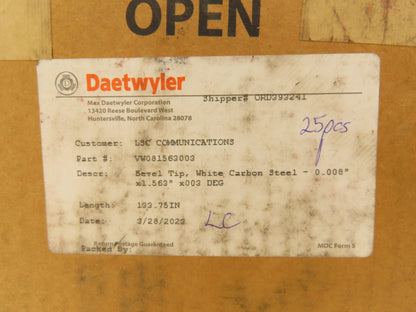 OPEN
Daetwyler
Max Daetwyler Corporation
13420 Reese Boulevard West
Huntersville, North Carolina 28078
Shipper# ORD393241
25pcs
Customer: LSC COMMUNICATIONS
Part #: VW081563003
Descr: Bevel Tip, White Carbon Steel - 0.008"
x1.563" x003 DEG
Length: 193.75IN
Date: 3/28/2022
LC
Return Postage Guaranteed
MDC Form 5
Packed By: